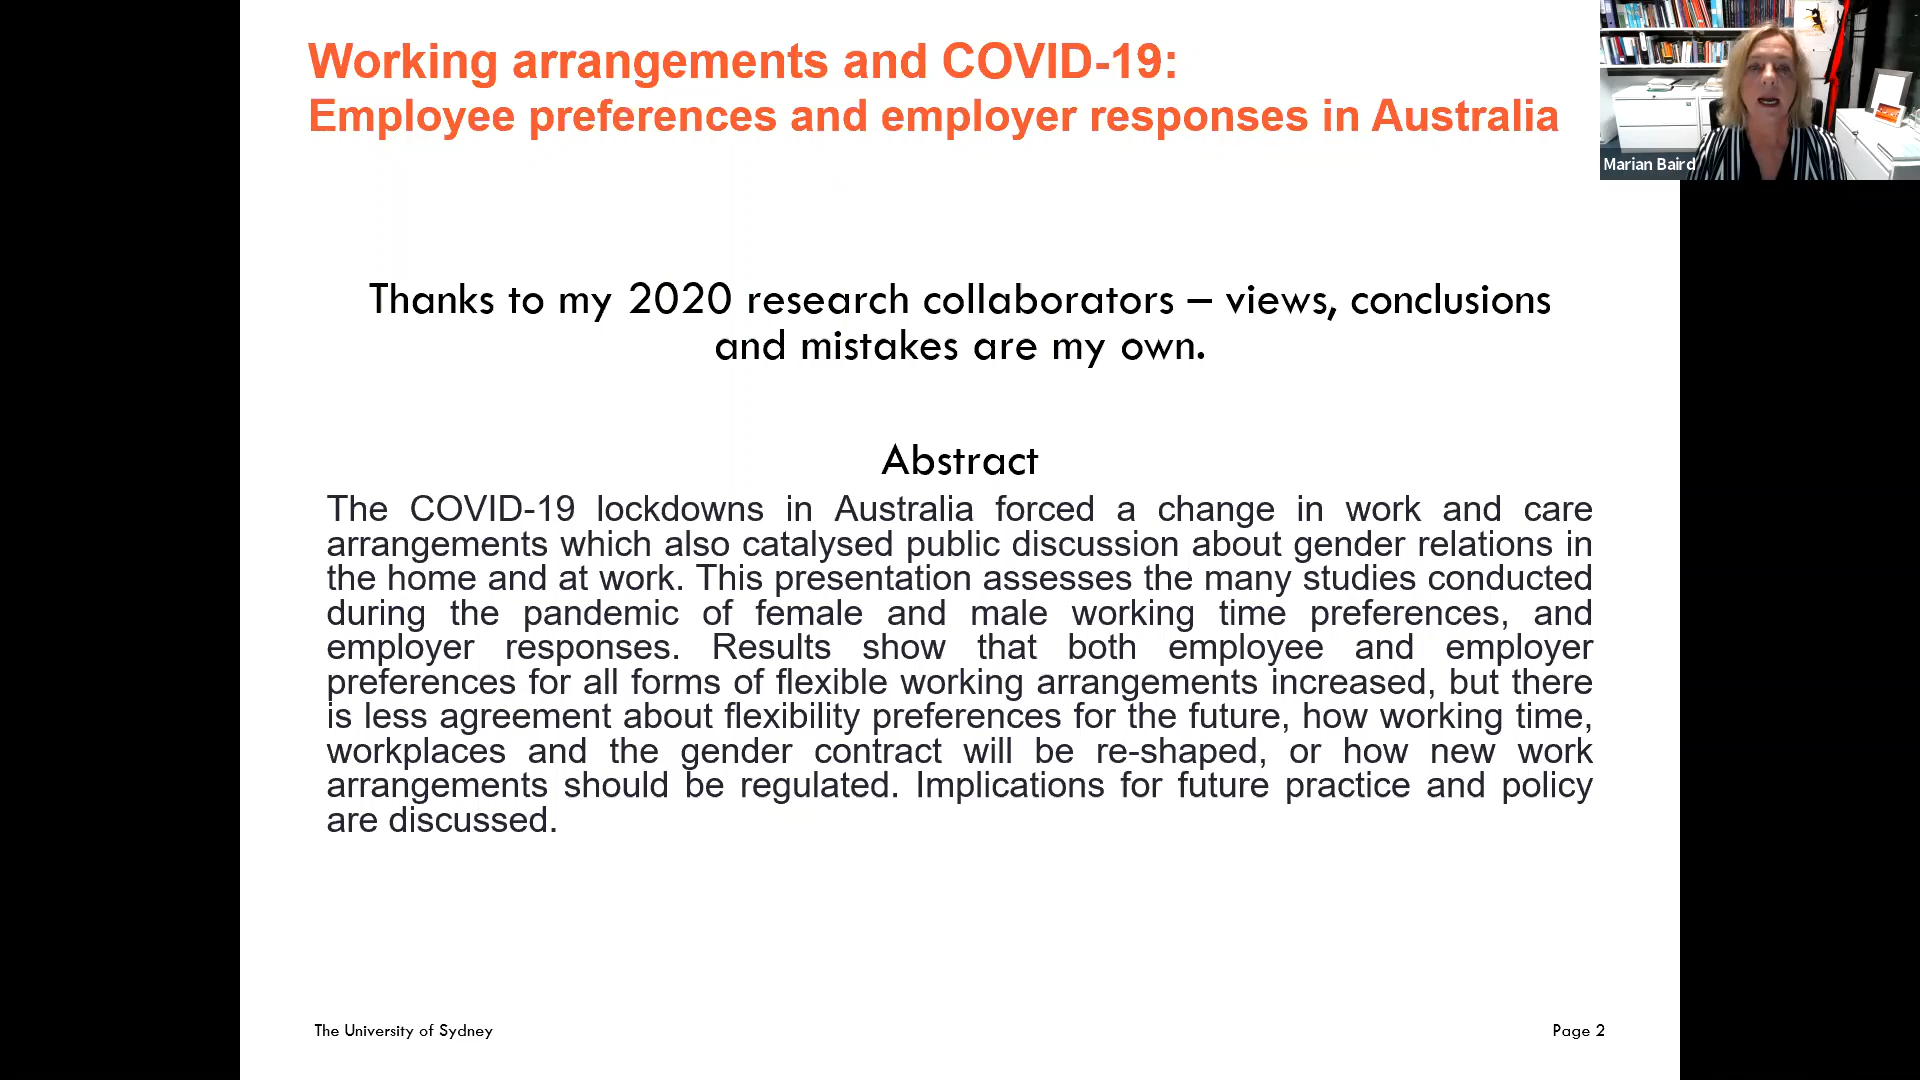 Working arrangements and COVID-19:
Employee preferences and employer responses in Australia
Marian Baird
Thanks to my 2020 research collaborators – views, conclusions
and mistakes are my own.
Abstract
The COVID-19 lockdowns in Australia forced a change in work and care
arrangements which also catalysed public discussion about gender relations in
the home and at work. This presentation assesses the many studies conducted
during the pandemic of female and male working time preferences, and
employer responses. Results show that both employee and employer
preferences for all forms of flexible working arrangements increased, but there
is less agreement about flexibility preferences for the future, how working time,
workplaces and the gender contract will be re-shaped, or how new work
arrangements should be regulated. Implications for future practice and policy
are discussed.
The University of Sydney
Page 2